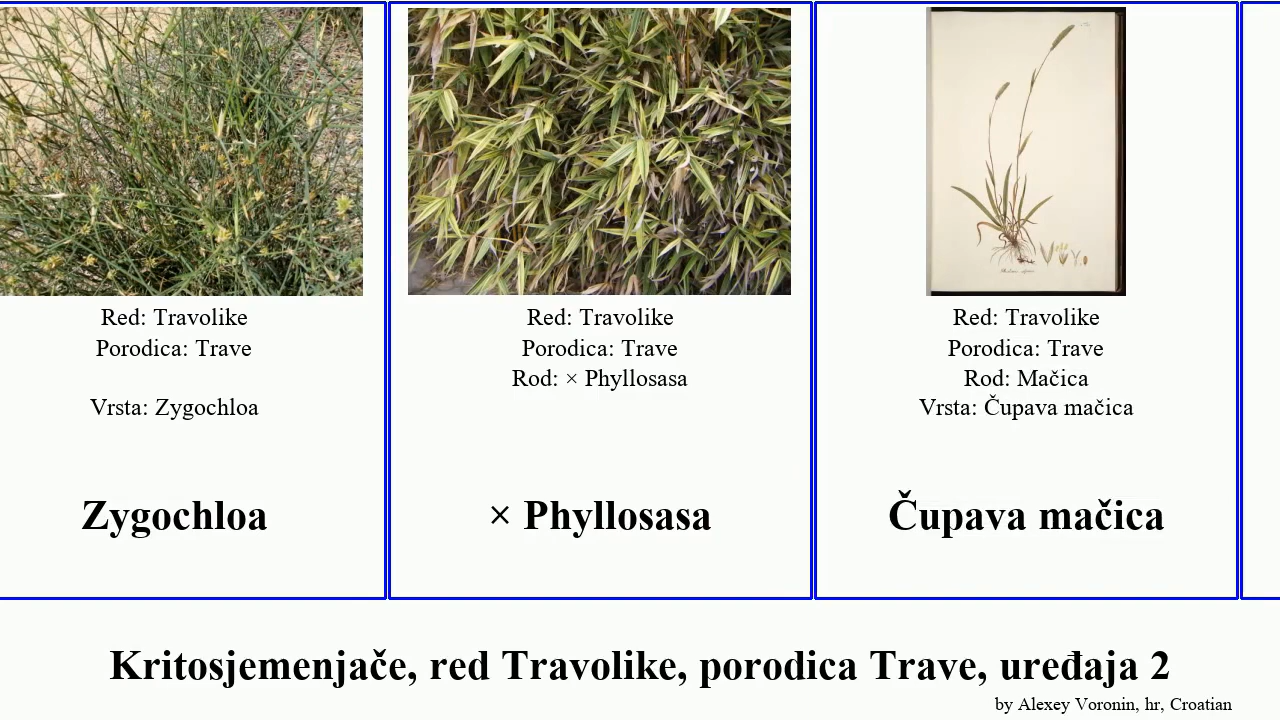 Red: Travolike
Porodica: Trave
Vrsta: Zygochloa
Zygochloa
Red: Travolike
Porodica: Trave
Rod: × Phyllosasa
× Phyllosasa
Red: Travolike
Porodica: Trave
Rod: Mačica
Vrsta: Čupava mačica
Čupava mačica
Kritosjemenjače, red Travolike, porodica Trave, uređaja 2
by Alexey Voronin, hr, Croatian